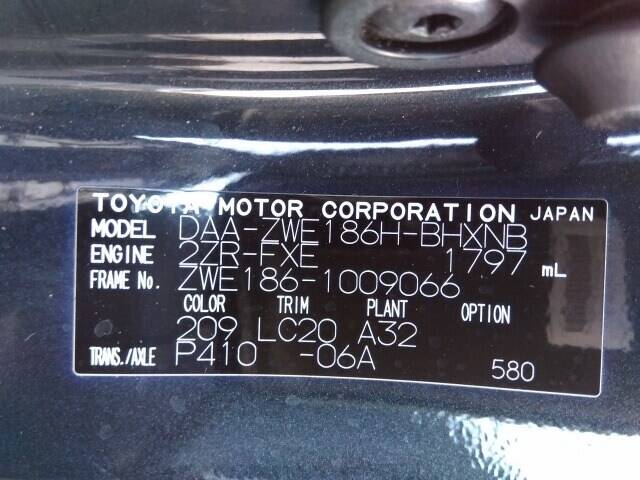 TOYOTA MOTOR CORPORATION JAPAN
MODEL DAA-ZWE186H-BHXNB
ENGINE 2ZR-FXE 1797 mL
FRAME No. ZWE186-1009066
COLOR TRIM PLANT OPTION
209 LC20 A32
TRANS./AXLE P410 -06A 580